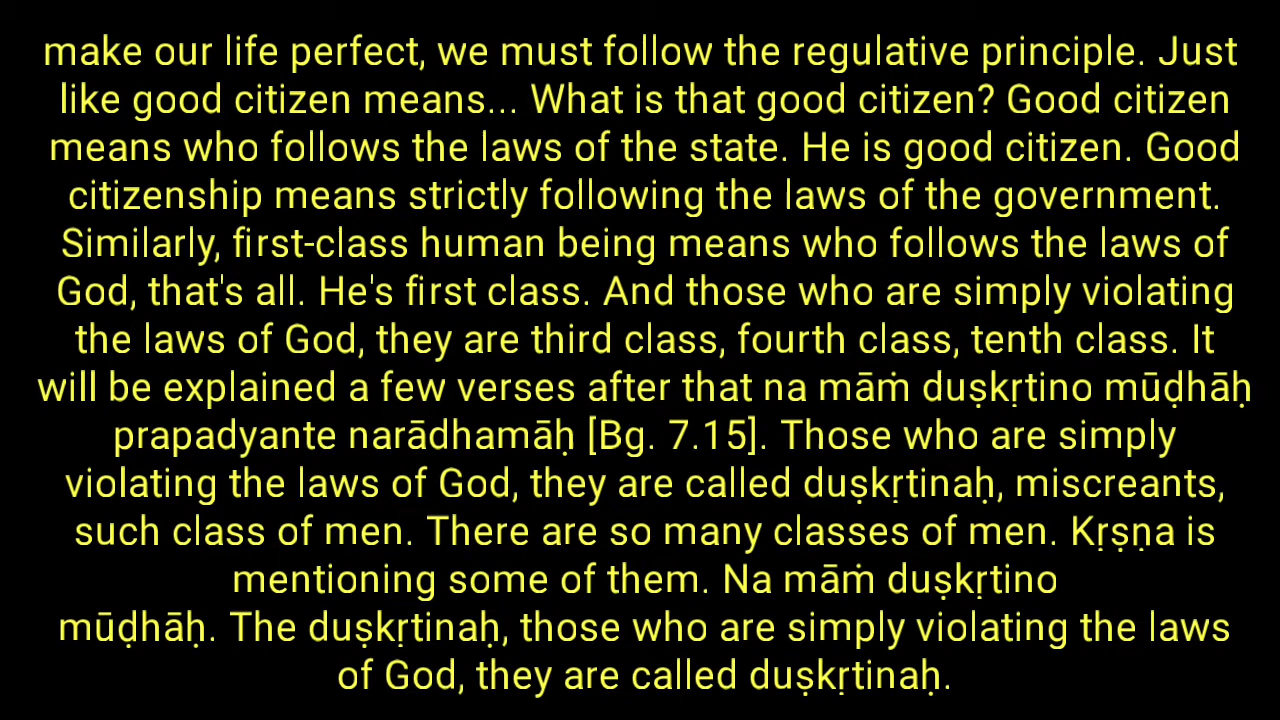 make our life perfect, we must follow the regulative principle. Just
like good citizen means... What is that good citizen? Good citizen
means who follows the laws of the state. He is good citizen. Good
citizenship means strictly following the laws of the government.
Similarly, first-class human being means who follows the laws of
God, that's all. He's first class. And those who are simply violating
the laws of God, they are third class, fourth class, tenth class. It
will be explained a few verses after that na māṁ duṣkṛtino mūḍhāḥ
prapadyante narādhamāḥ [Bg. 7.15]. Those who are simply
violating the laws of God, they are called duṣkṛtinaḥ, miscreants,
such class of men. There are so many classes of men. Kṛṣṇa is
mentioning some of them. Na māṁ duṣkṛtino
mūḍhāḥ. The duṣkṛtinaḥ, those who are simply violating the laws
of God, they are called duṣkṛtinaḥ.